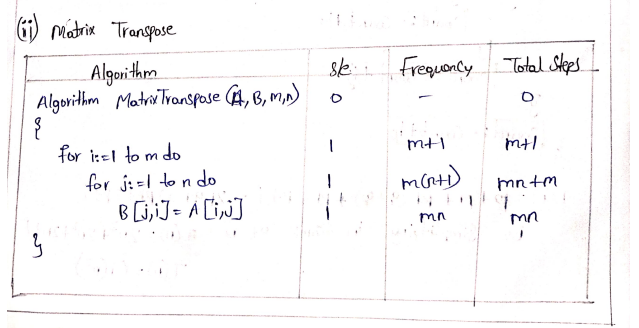 (ii) Matrix Transpose
Algorithm s/e Frequency Total Steps
Algorithm MatrixTranspose (A, B, m, n) 0 – 0
{
for i:=1 to m do 1 m+1 m+1
for j:=1 to n do 1 m(n+1) mn+m
B[j,i] = A[i,j] 1 mn mn
}